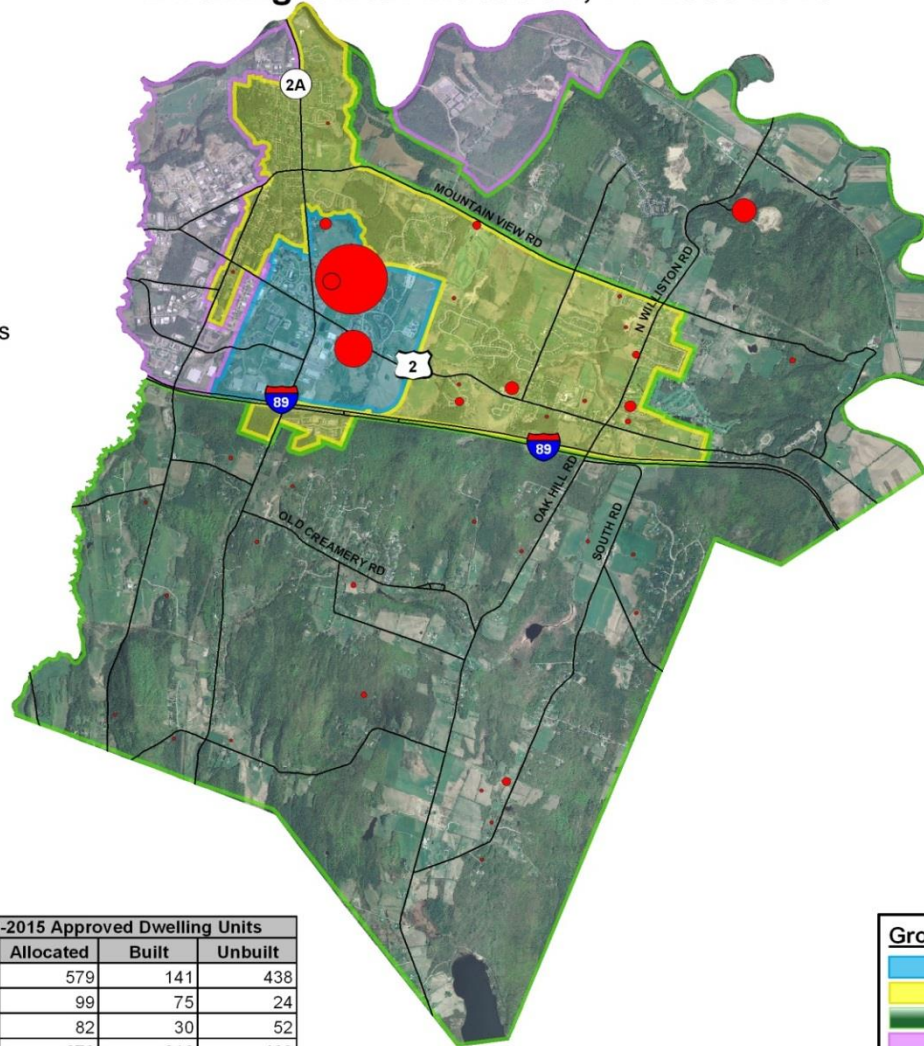 2A
MOUNTAIN VIEW RD
N WILLISTON RD
s
2
89
89
OAK HILL RD
SOUTH RD
OLD CREAMERY RD
-2015 Approved Dwelling Units
Allocated Built Unbuilt
579 141 438
99 75 24
82 30 52
Gro